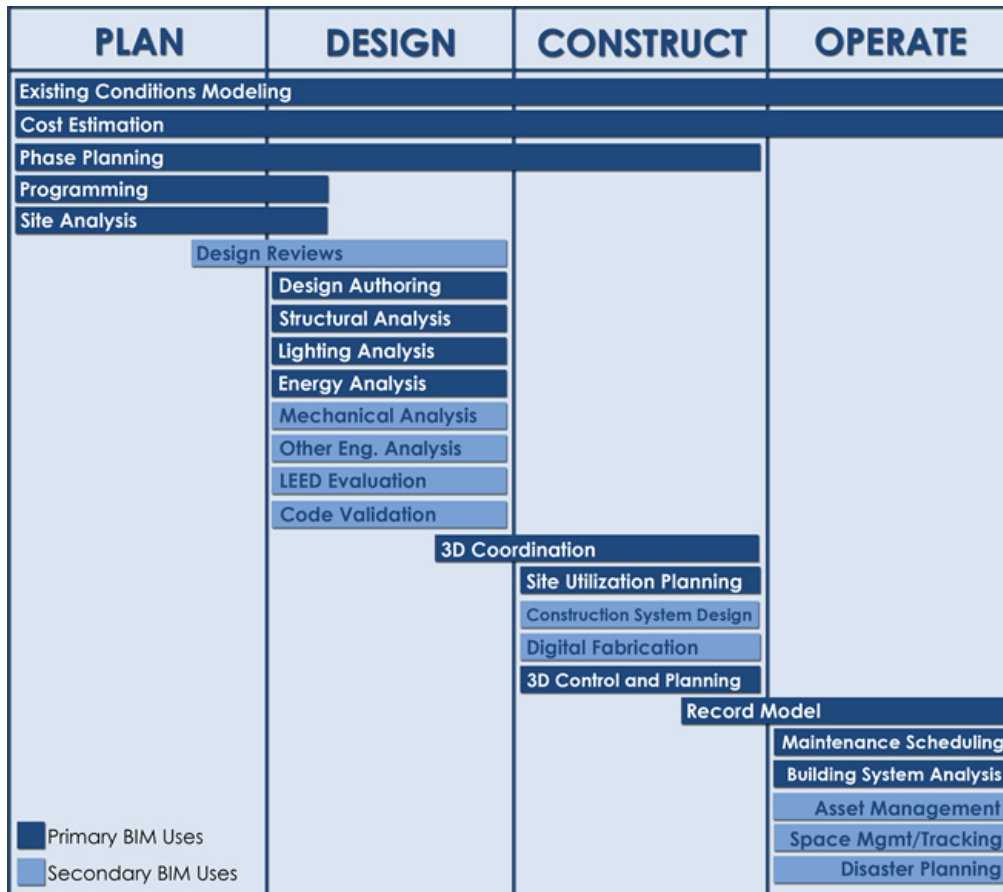 PLAN
DESIGN
CONSTRUCT
OPERATE
Existing Conditions Modeling
Cost Estimation
Phase Planning
Programming
Site Analysis
Design Reviews
Design Authoring
Structural Analysis
Lighting Analysis
Energy Analysis
Mechanical Analysis
Other Eng. Analysis
LEED Evaluation
Code Validation
3D Coordination
Site Utilization Planning
Construction System Design
Digital Fabrication
3D Control and Planning
Record Model
Maintenance Scheduling
Building System Analysis
Asset Management
Space Mgmt/Tracking
Disaster Planning
Primary BIM Uses
Secondary BIM Uses